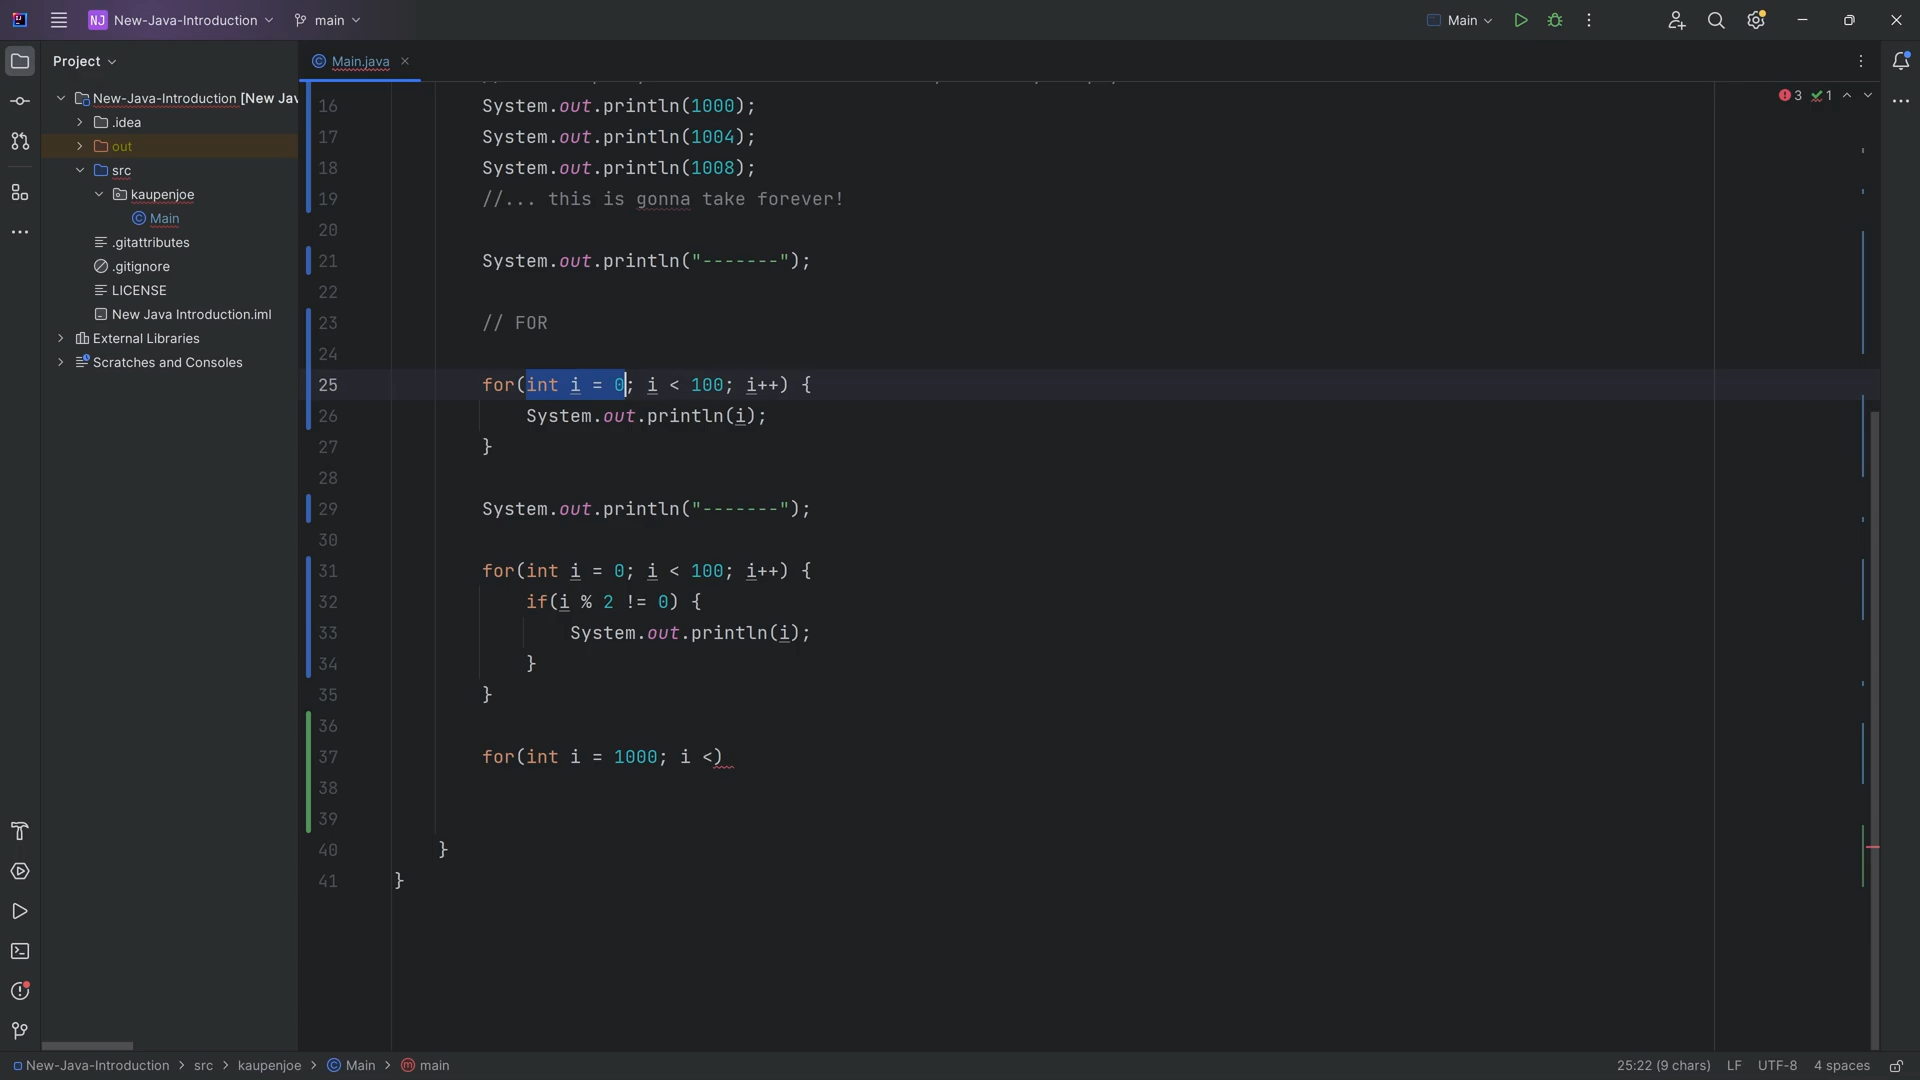 NJ New-Java-Introduction main Main
Project
Main.java
New-Java-Introduction [New Jav
.idea
out
src
kaupenjoe
Main
.gitattributes
.gitignore
LICENSE
New Java Introduction.iml
External Libraries
Scratches and Consoles
3 1
16 System.out.println(1000);
17 System.out.println(1004);
18 System.out.println(1008);
19 //... this is gonna take forever!
20
21 System.out.println("-------");
22
23 // FOR
24
25 for(int i = 0; i < 100; i++) {
26 System.out.println(i);
27 }
28
29 System.out.println("-------");
30
31 for(int i = 0; i < 100; i++) {
32 if(i % 2 != 0) {
33 System.out.println(i);
34 }
35 }
36
37 for(int i = 1000; i <)
38
39
40 }
41 }
New-Java-Introduction > src > kaupenjoe > Main > main 25:22 (9 chars) LF UTF-8 4 spaces